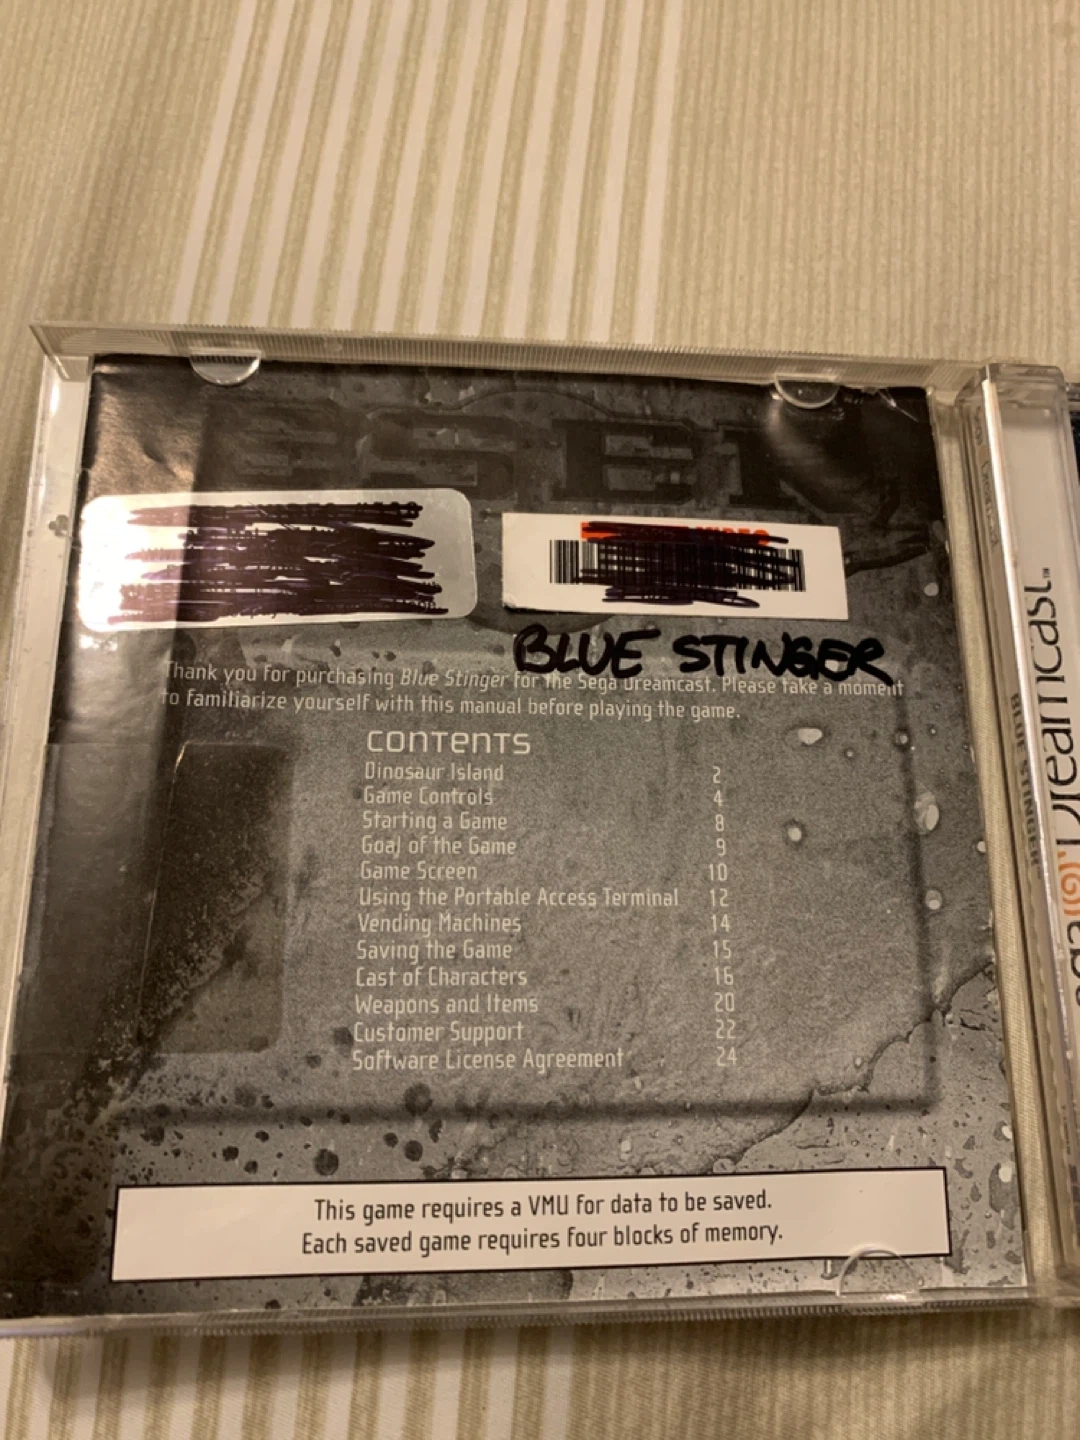 VIDEO
BLUE STINGER
Thank you for purchasing Blue Stinger for the Sega Dreamcast. Please take a moment
to familiarize yourself with this manual before playing the game.
CONTENTS
Dinosaur Island 2
Game Controls 4
Starting a Game 8
Goal of the Game 9
Game Screen 10
Using the Portable Access Terminal 12
Vending Machines 14
Saving the Game 15
Cast of Characters 16
Weapons and Items 20
Customer Support 22
Software License Agreement 24
This game requires a VMU for data to be saved.
Each saved game requires four blocks of memory.
BLUE STINGER
Dreamcast™